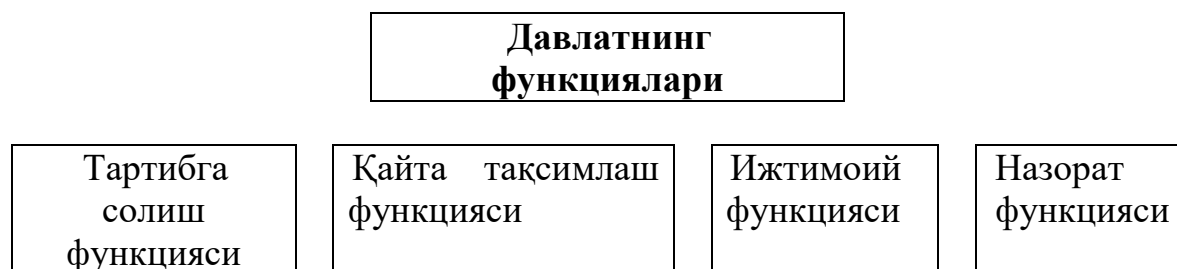 Давлатнинг
функциялари
Тартибга
солиш
функцияси
Қайта тақсимлаш
функцияси
Ижтимоий
функцияси
Назорат
функцияси